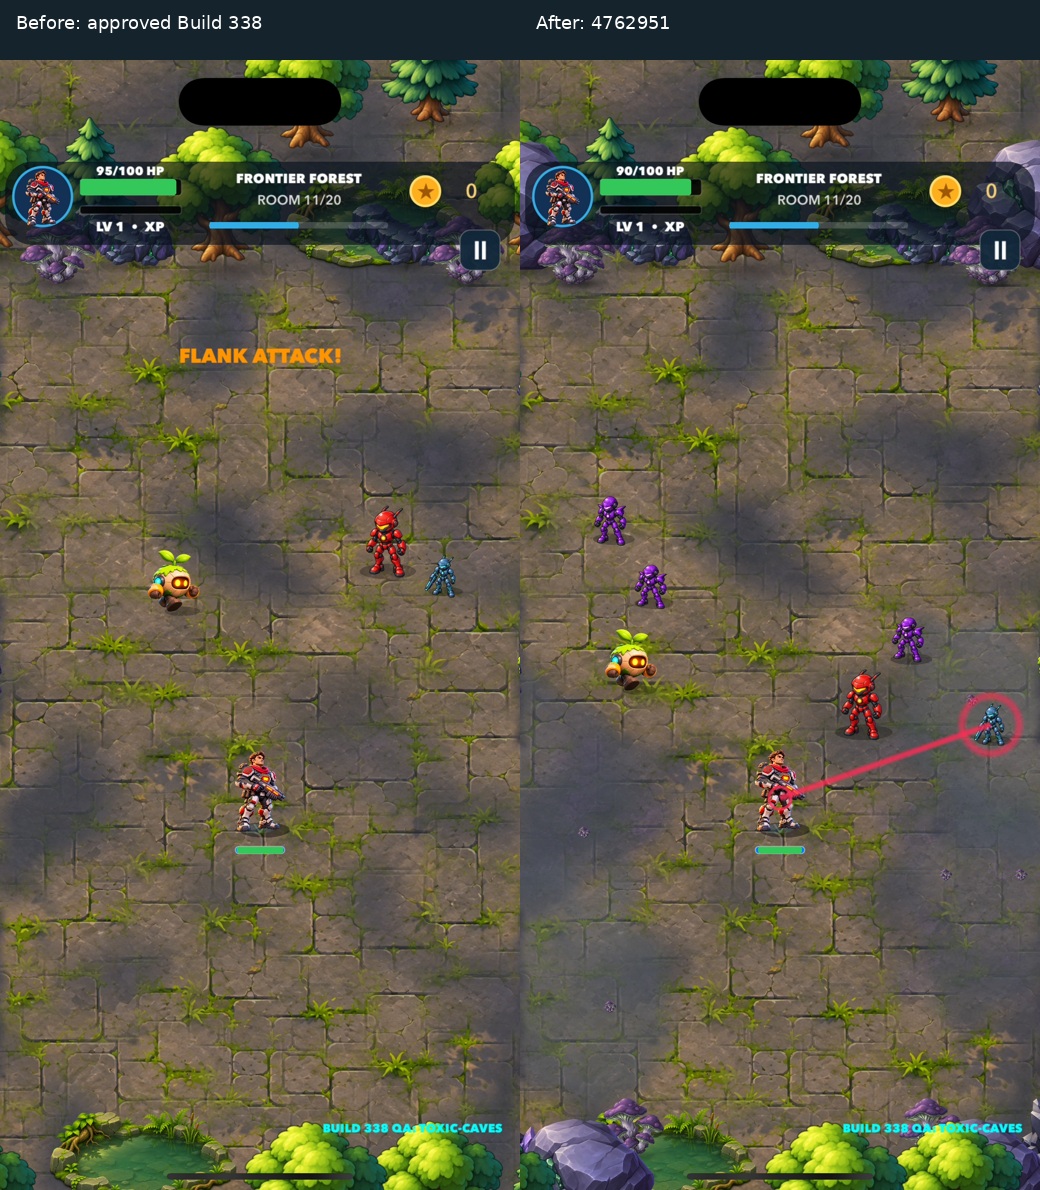 Before: approved Build 338
95/100 HP
FRONTIER FOREST
ROOM 11/20
0
LV 1 • XP
FLANK ATTACK!
BUILD 338 QA: TOXIC-CAVES
After: 4762951
90/100 HP
FRONTIER FOREST
ROOM 11/20
0
LV 1 • XP
BUILD 338 QA: TOXIC-CAVES